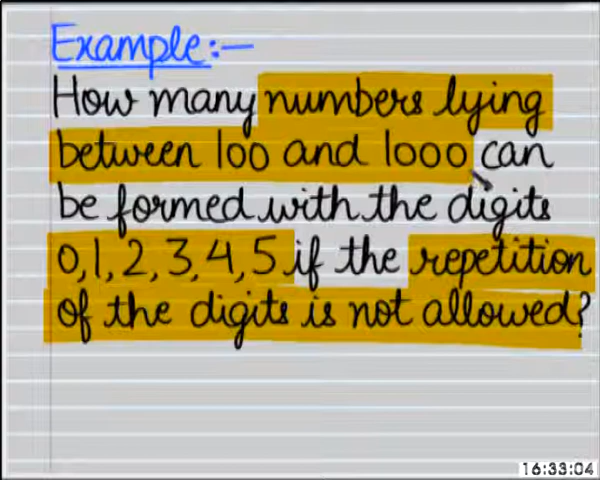 Example:-
How many numbers lying
between 100 and 1000 can
be formed with the digits
0,1,2,3,4,5 if the repetition
of the digits is not allowed?
16:33:04